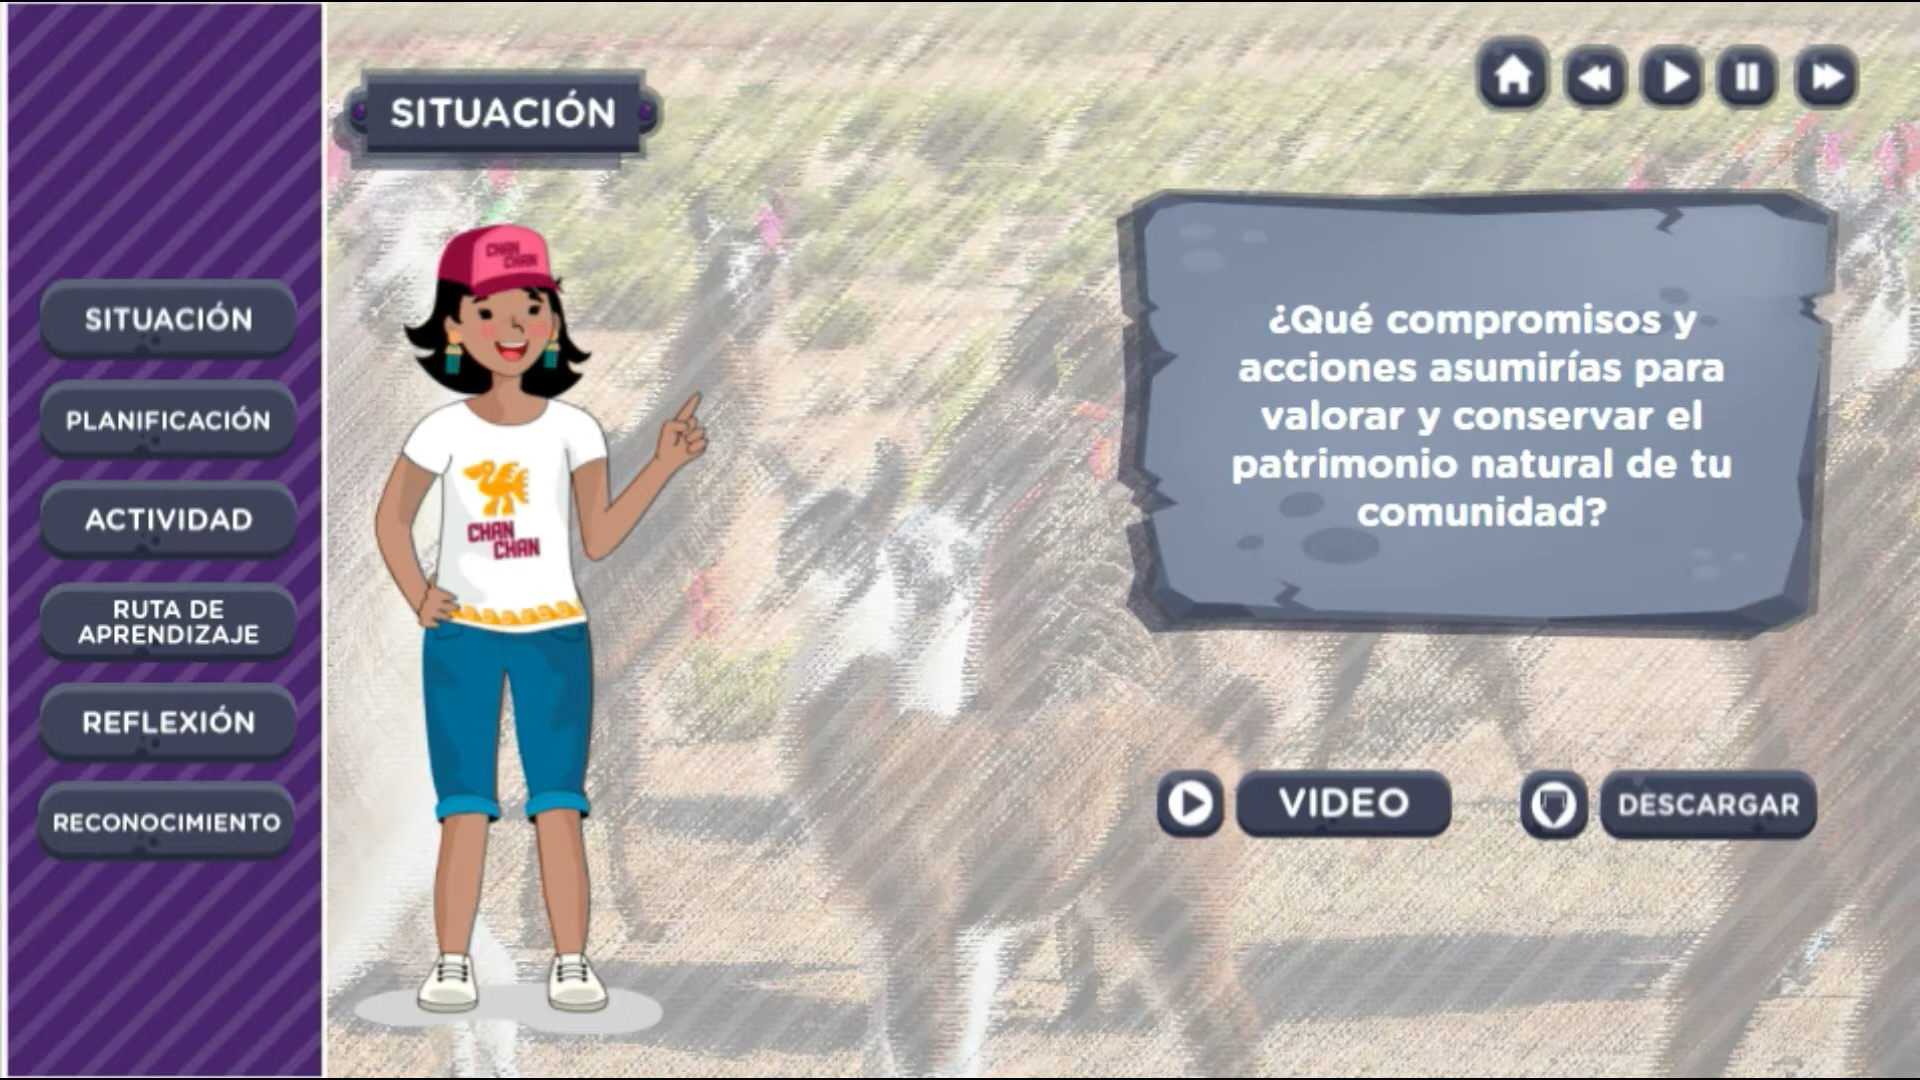 SITUACIÓN
PLANIFICACIÓN
ACTIVIDAD
RUTA DE
APRENDIZAJE
REFLEXIÓN
RECONOCIMIENTO
SITUACIÓN
CHAN
CHAN
CHAN
CHAN
¿Qué compromisos y
acciones asumirías para
valorar y conservar el
patrimonio natural de tu
comunidad?
VIDEO
DESCARGAR